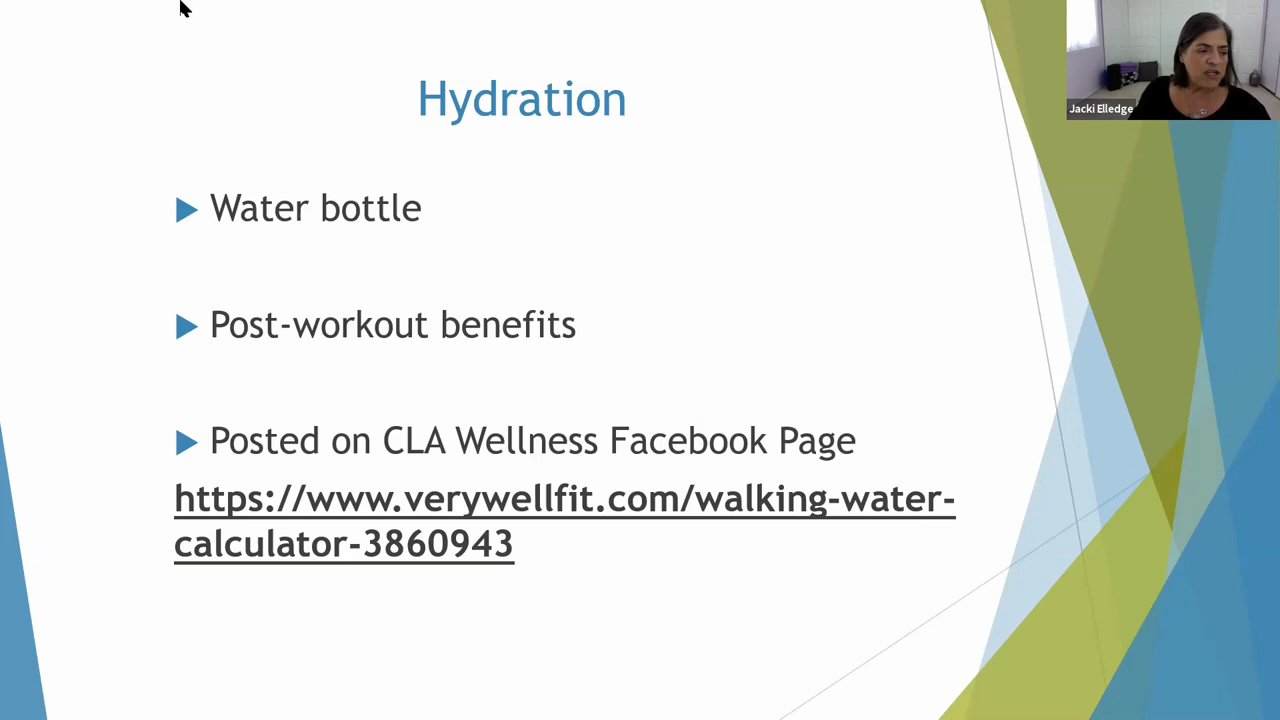 Hydration
Water bottle
Post-workout benefits
Posted on CLA Wellness Facebook Page
https://www.verywellfit.com/walking-water-
calculator-3860943
Jacki Elledge